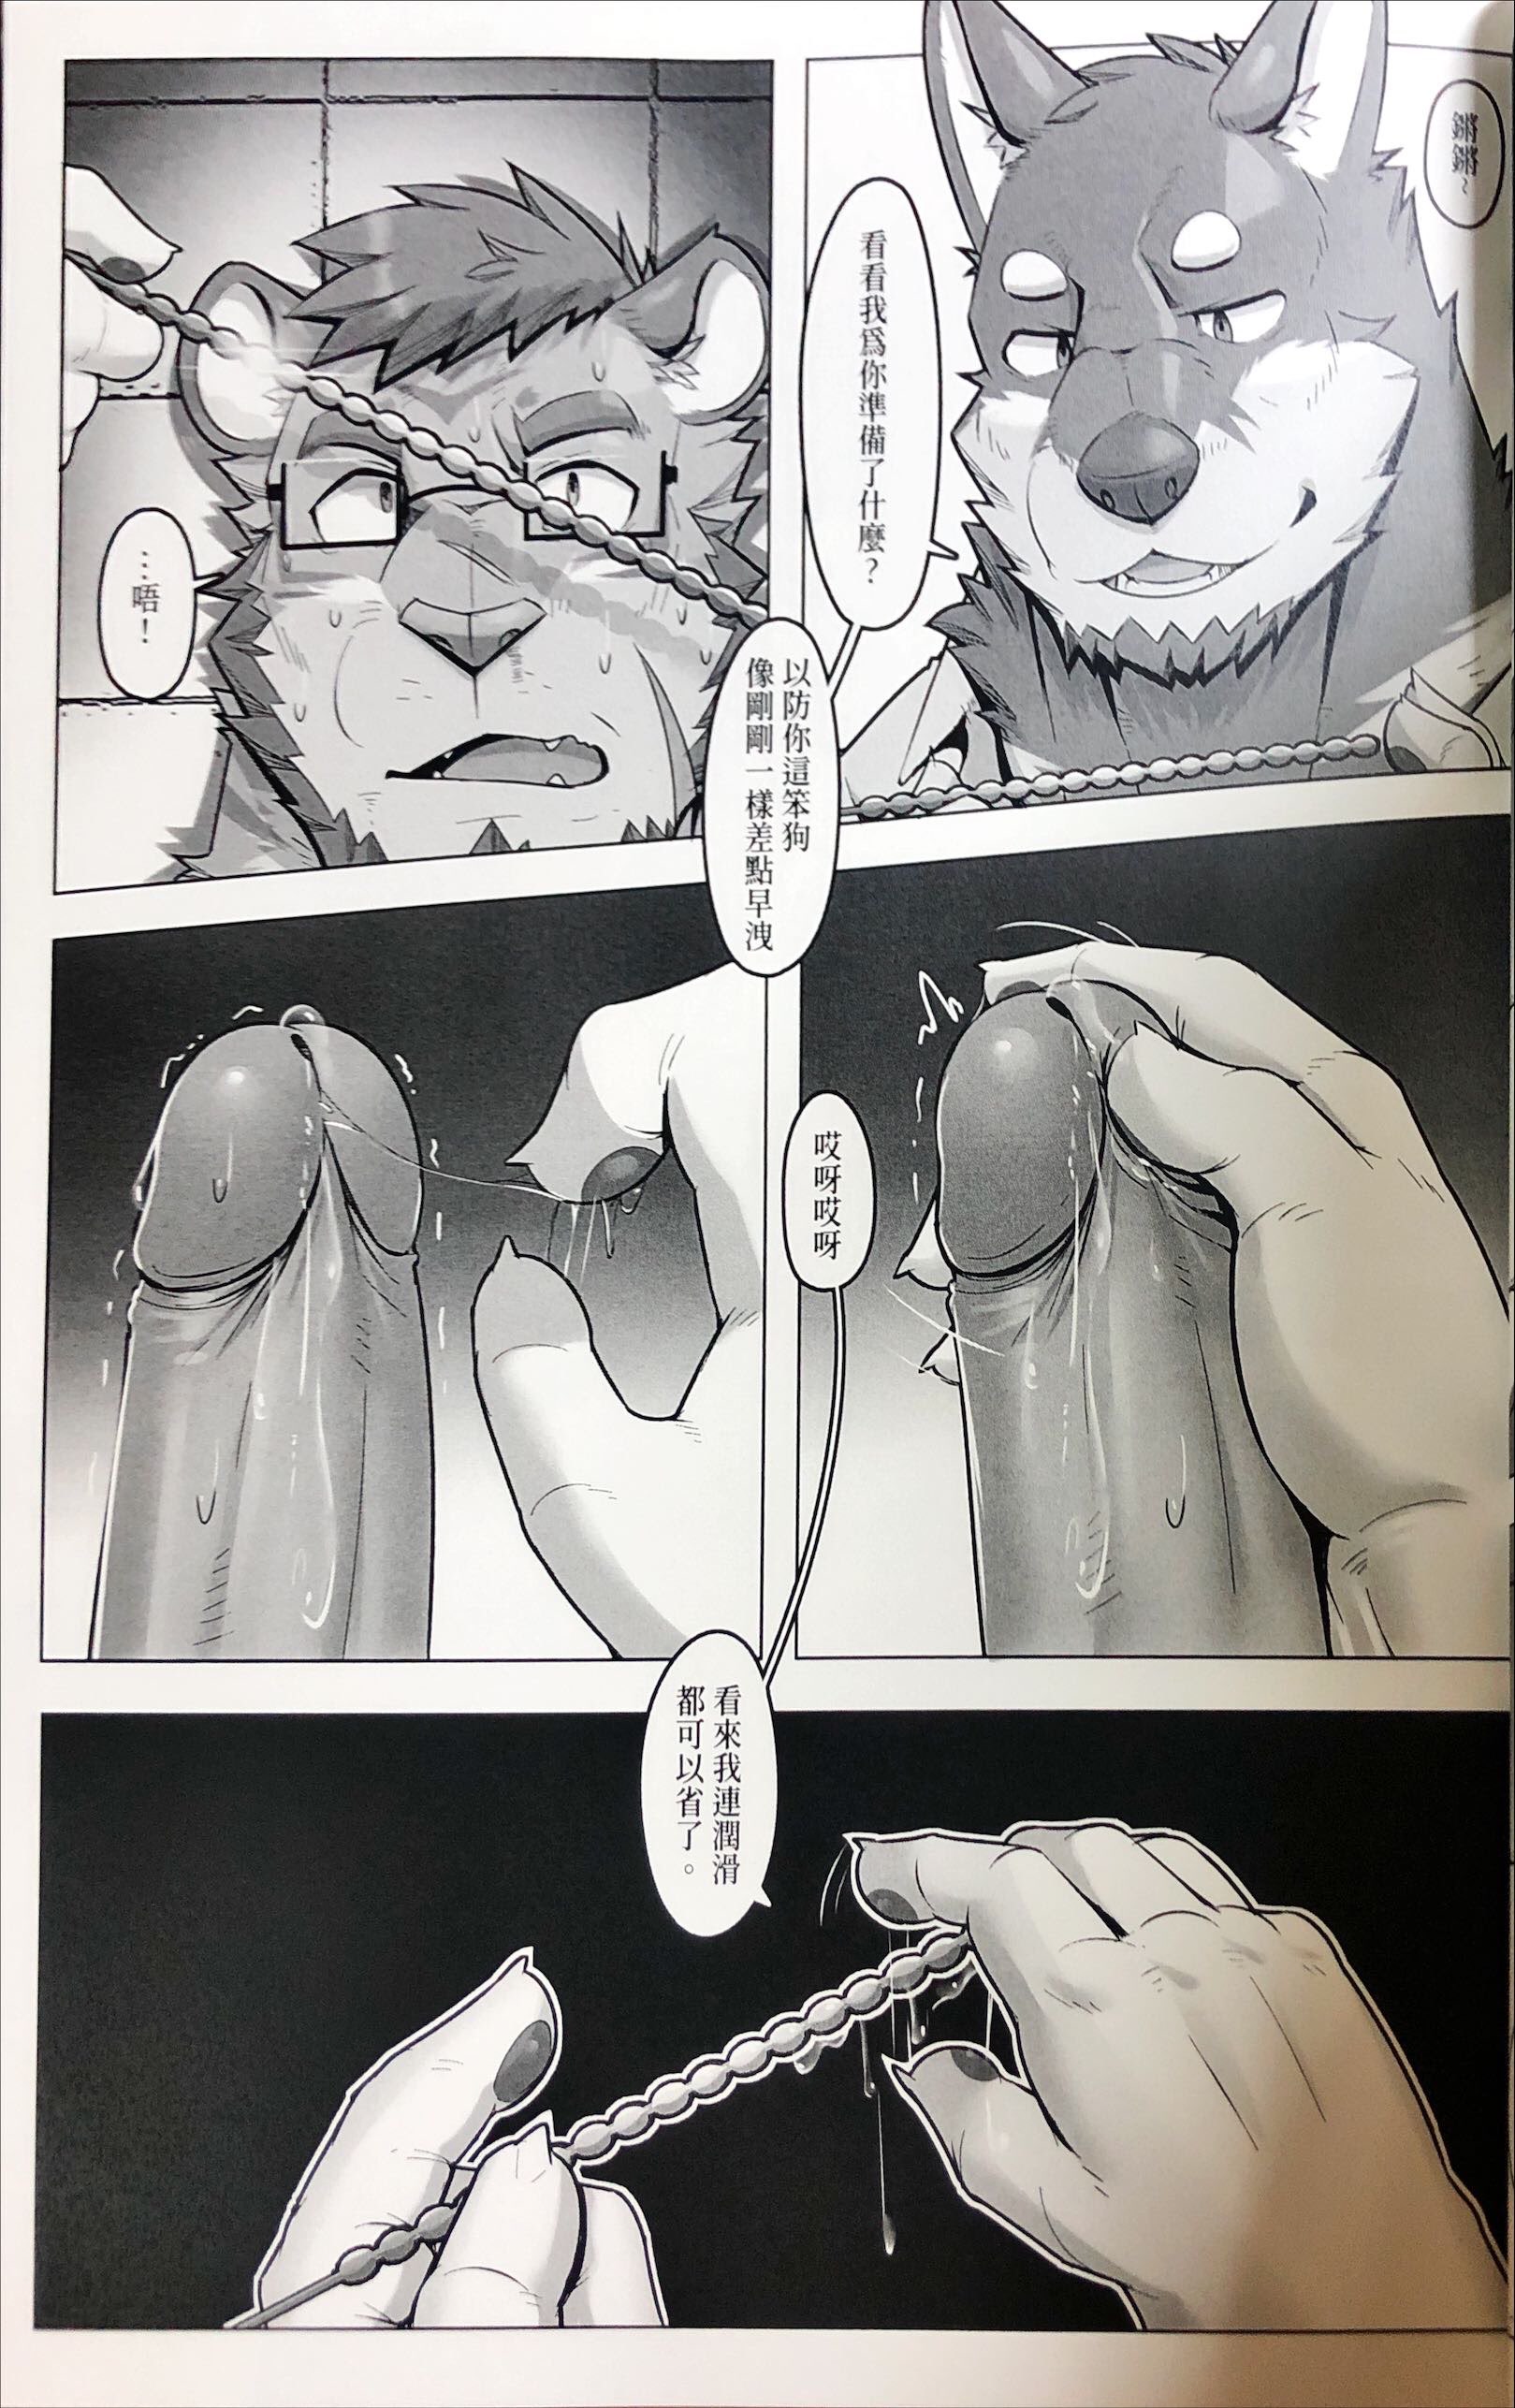 鏘鏘~
看看我為你準備了什麼？
以防你這笨狗
像剛剛一樣差點早洩
…唔！
哎呀哎呀
看來我連潤滑
都可以省了。